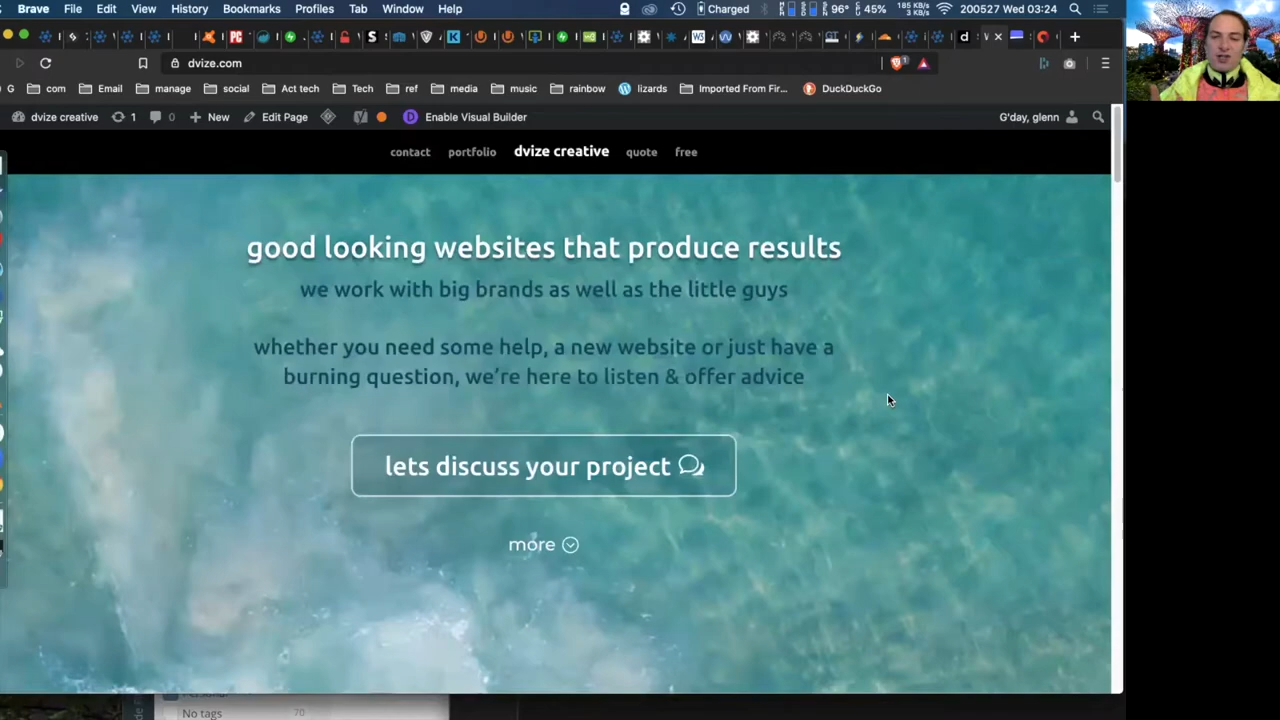 Brave File Edit View History Bookmarks Profiles Tab Window Help Charged 96° 45% 185 KB/s 3 KB/s 200527 Wed 03:24
dvize.com
G com Email manage social Act tech Tech ref media music rainbow lizards Imported From Fir... DuckDuckGo
dvize creative 1 0 New Edit Page D Enable Visual Builder G'day, glenn
contact portfolio dvize creative quote free
good looking websites that produce results
we work with big brands as well as the little guys
whether you need some help, a new website or just have a
burning question, we're here to listen & offer advice
lets discuss your project
more
No tags 70